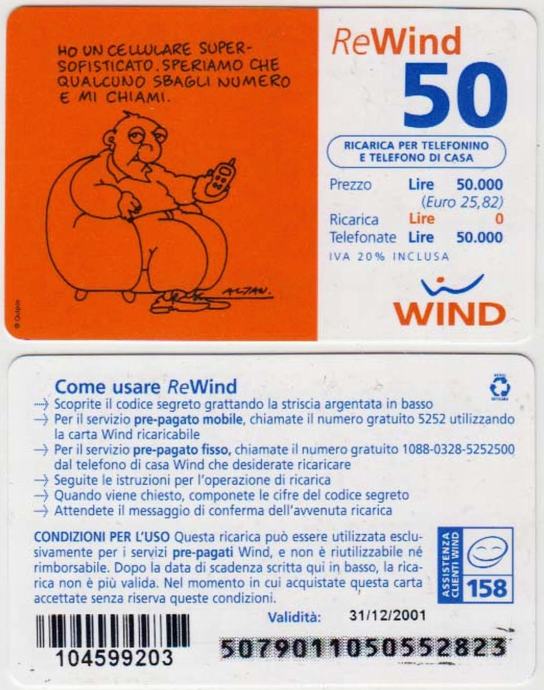 HO UN CELLULARE SUPER-
SOFISTICATO. SPERIAMO CHE
QUALCUNO SBAGLI NUMERO
E MI CHIAMI.
ALTAN.
© Quipos
ReWind
50
RICARICA PER TELEFONINO
E TELEFONO DI CASA
Prezzo Lire 50.000
(Euro 25,82)
Ricarica Lire 0
Telefonate Lire 50.000
IVA 20% INCLUSA
WIND
Come usare ReWind
→ Scoprite il codice segreto grattando la striscia argentata in basso
→ Per il servizio pre-pagato mobile, chiamate il numero gratuito 5252 utilizzando
la carta Wind ricaricabile
→ Per il servizio pre-pagato fisso, chiamate il numero gratuito 1088-0328-5252500
dal telefono di casa Wind che desiderate ricaricare
→ Seguite le istruzioni per l'operazione di ricarica
→ Quando viene chiesto, componete le cifre del codice segreto
→ Attendete il messaggio di conferma dell'avvenuta ricarica
CONDIZIONI PER L'USO Questa ricarica può essere utilizzata esclu-
sivamente per i servizi pre-pagati Wind, e non è riutilizzabile né
rimborsabile. Dopo la data di scadenza scritta qui in basso, la rica-
rica non è più valida. Nel momento in cui acquistate questa carta
accettate senza riserva queste condizioni.
ASSISTENZA
CLIENTI WIND
158
Validità: 31/12/2001
104599203
5079011050552823